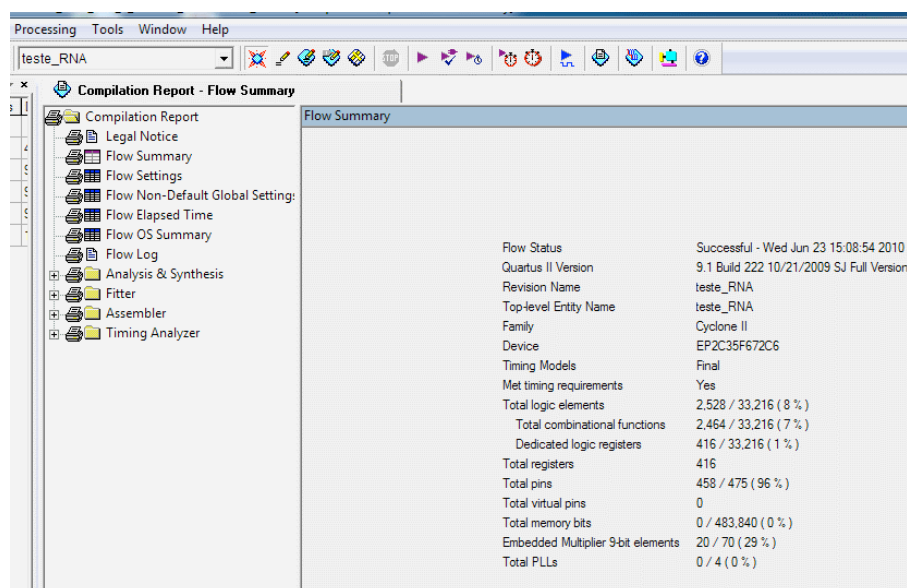 Processing Tools Window Help
teste_RNA
STOP
Compilation Report - Flow Summary
Compilation Report
Legal Notice
Flow Summary
Flow Settings
Flow Non-Default Global Settings
Flow Elapsed Time
Flow OS Summary
Flow Log
Analysis & Synthesis
Fitter
Assembler
Timing Analyzer
Flow Summary
Flow Status Successful - Wed Jun 23 15:08:54 2010
Quartus II Version 9.1 Build 222 10/21/2009 SJ Full Version
Revision Name teste_RNA
Top-level Entity Name teste_RNA
Family Cyclone II
Device EP2C35F672C6
Timing Models Final
Met timing requirements Yes
Total logic elements 2,528 / 33,216 ( 8 % )
Total combinational functions 2,464 / 33,216 ( 7 % )
Dedicated logic registers 416 / 33,216 ( 1 % )
Total registers 416
Total pins 458 / 475 ( 96 % )
Total virtual pins 0
Total memory bits 0 / 483,840 ( 0 % )
Embedded Multiplier 9-bit elements 20 / 70 ( 29 % )
Total PLLs 0 / 4 ( 0 % )